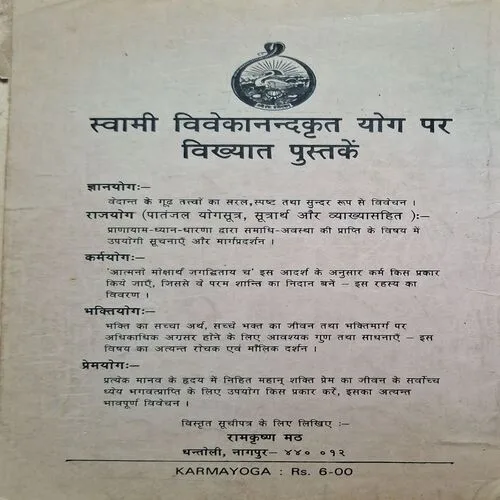 स्वामी विवेकानन्दकृत योग पर
विख्यात पुस्तकें
ज्ञानयोगः—
वेदान्त के गूढ़ तत्त्वों का सरल,स्पष्ट तथा सुन्दर रूप से विवेचन ।
राजयोग (पातंजल योगसूत्र, सूत्रार्थ और व्याख्यासहित ):—
प्राणायाम-ध्यान-धारणा द्वारा समाधि-अवस्था की प्राप्ति के विषय में
उपयोगी सूचनाएँ और मार्गप्रदर्शन ।
कर्मयोगः—
'आत्मनो मोक्षार्थं जगद्धिताय च' इस आदर्श के अनुसार कर्म किस प्रकार
किये जाएँ, जिससे वे परम शान्ति का निदान बनें – इस रहस्य का
विवरण ।
भक्तियोगः—
भक्ति का सच्चा अर्थ, सच्चे भक्त का जीवन तथा भक्तिमार्ग पर
अधिकाधिक अग्रसर होने के लिए आवश्यक गुण तथा साधनाएँ – इस
विषय का अत्यन्त रोचक एवं मौलिक दर्शन ।
प्रेमयोगः—
प्रत्येक मानव के हृदय में निहित महान् शक्ति प्रेम का जीवन के सर्वोच्च
ध्येय भगवत्प्राप्ति के लिए उपयोग किस प्रकार करें, इसका अत्यन्त
भावपूर्ण विवेचन ।
विस्तृत सूचीपत्र के लिए लिखिए :—
रामकृष्ण मठ
धन्तोली, नागपुर– ४४० ०१२
KARMAYOGA : Rs. 6-00